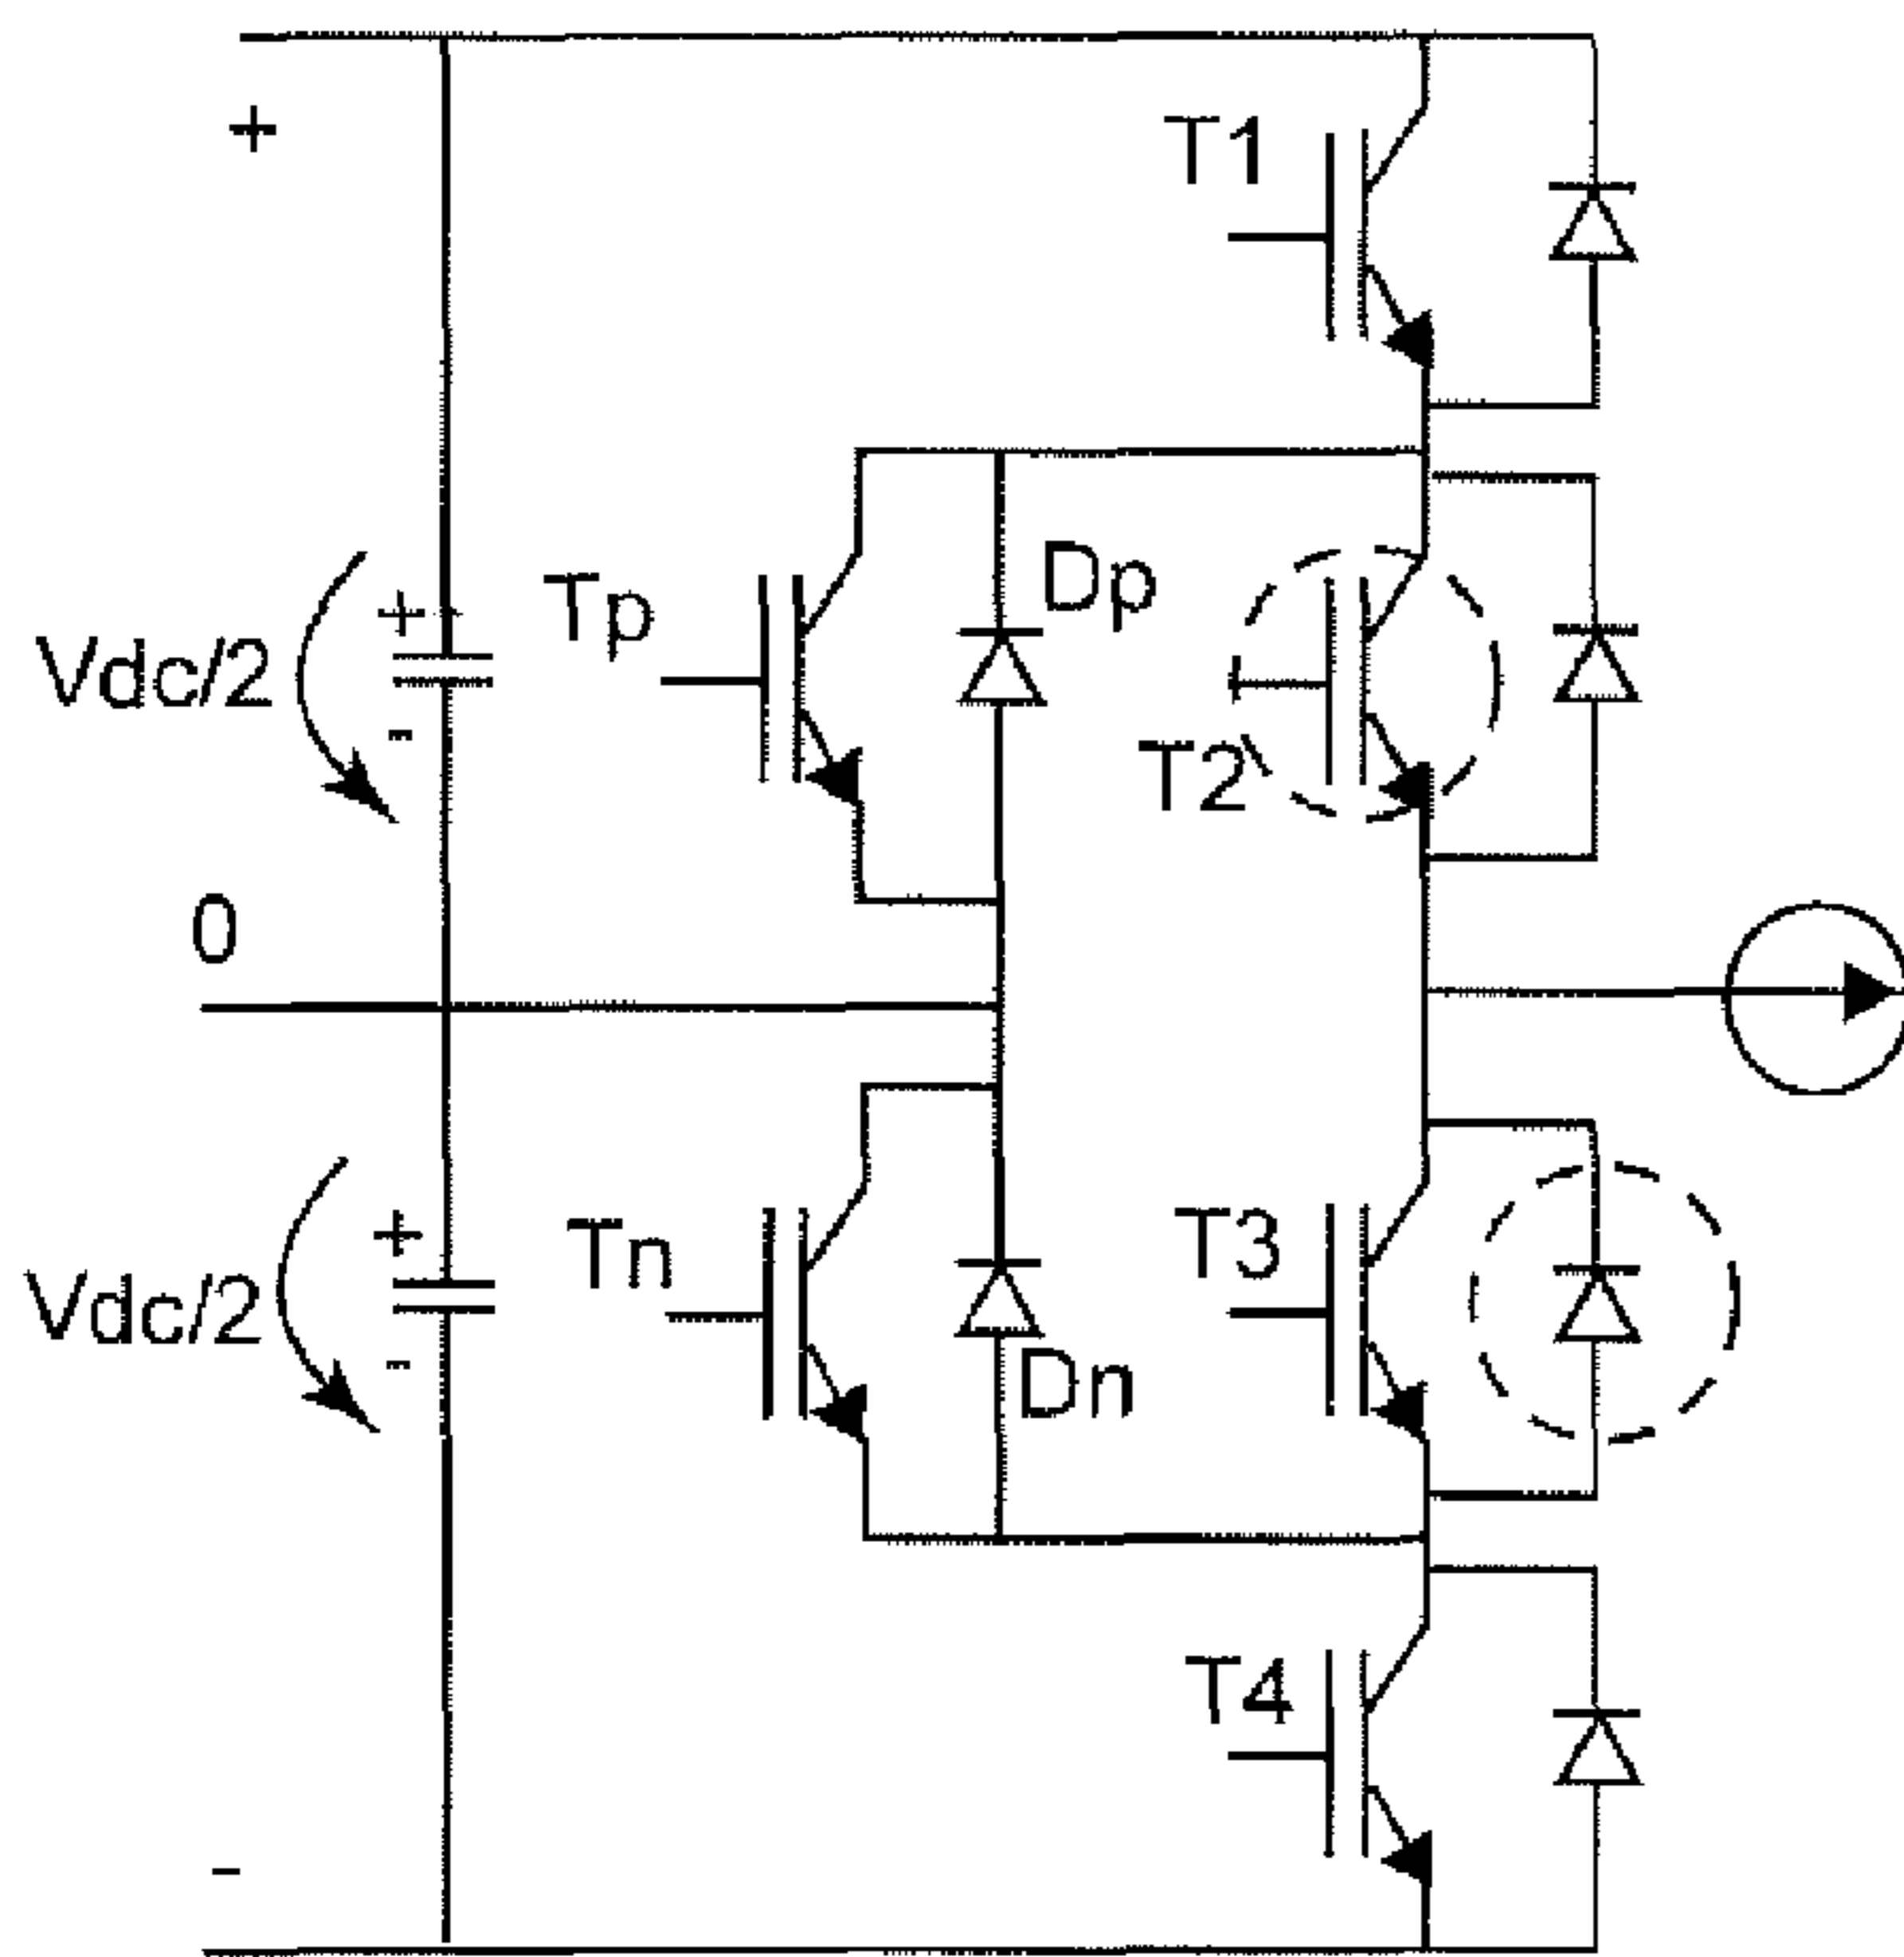 +
T1
Tp
Dp
+
Vdc/2
-
T2
0
Tn
T3
+
Vdc/2
-
Dn
T4
-